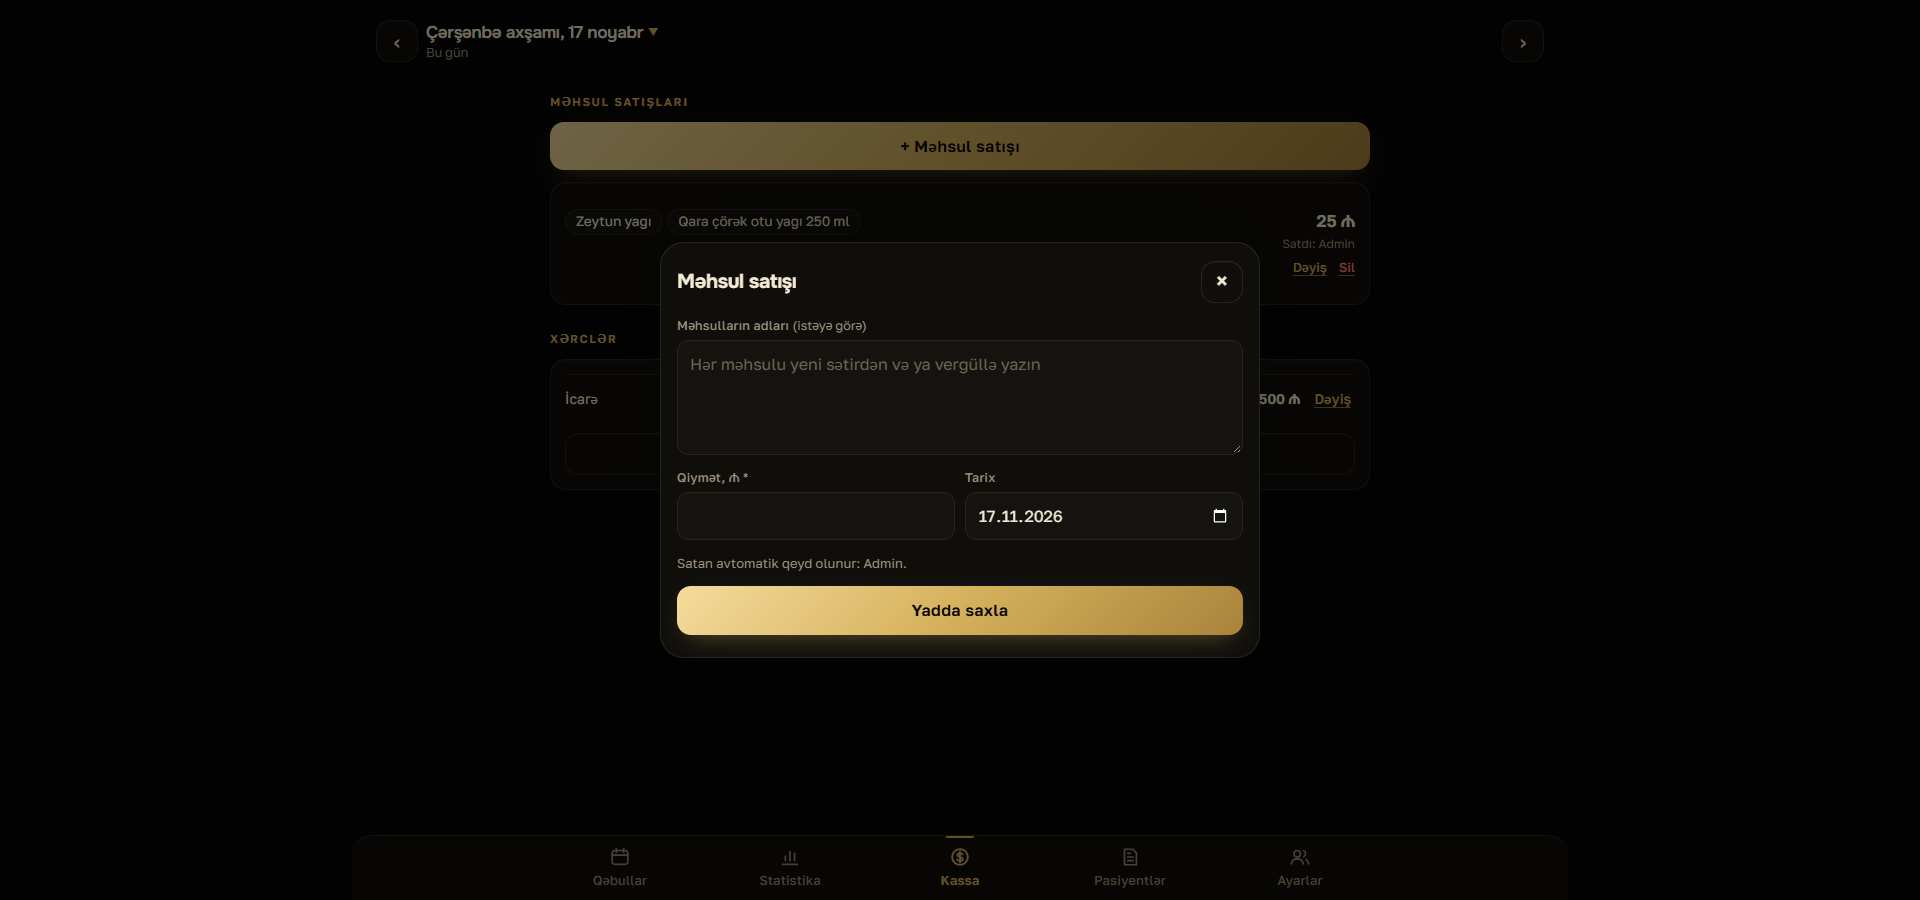 ‹
Çərşənbə axşamı, 17 noyabr ▼
Bu gün
›
MƏHSUL SATIŞLARI
+ Məhsul satışı
Zeytun yagı
Qara çörək otu yagı 250 ml
25 ₼
Satdı: Admin
Dəyiş Sil
Məhsul satışı
×
Məhsulların adları (istəyə görə)
Hər məhsulu yeni sətirdən və ya vergüllə yazın
Qiymət, ₼ *
Tarix
17.11.2026
Satan avtomatik qeyd olunur: Admin.
Yadda saxla
XƏRCLƏR
İcarə
500 ₼ Dəyiş
Qəbullar
Statistika
Kassa
Pasiyentlər
Ayarlar